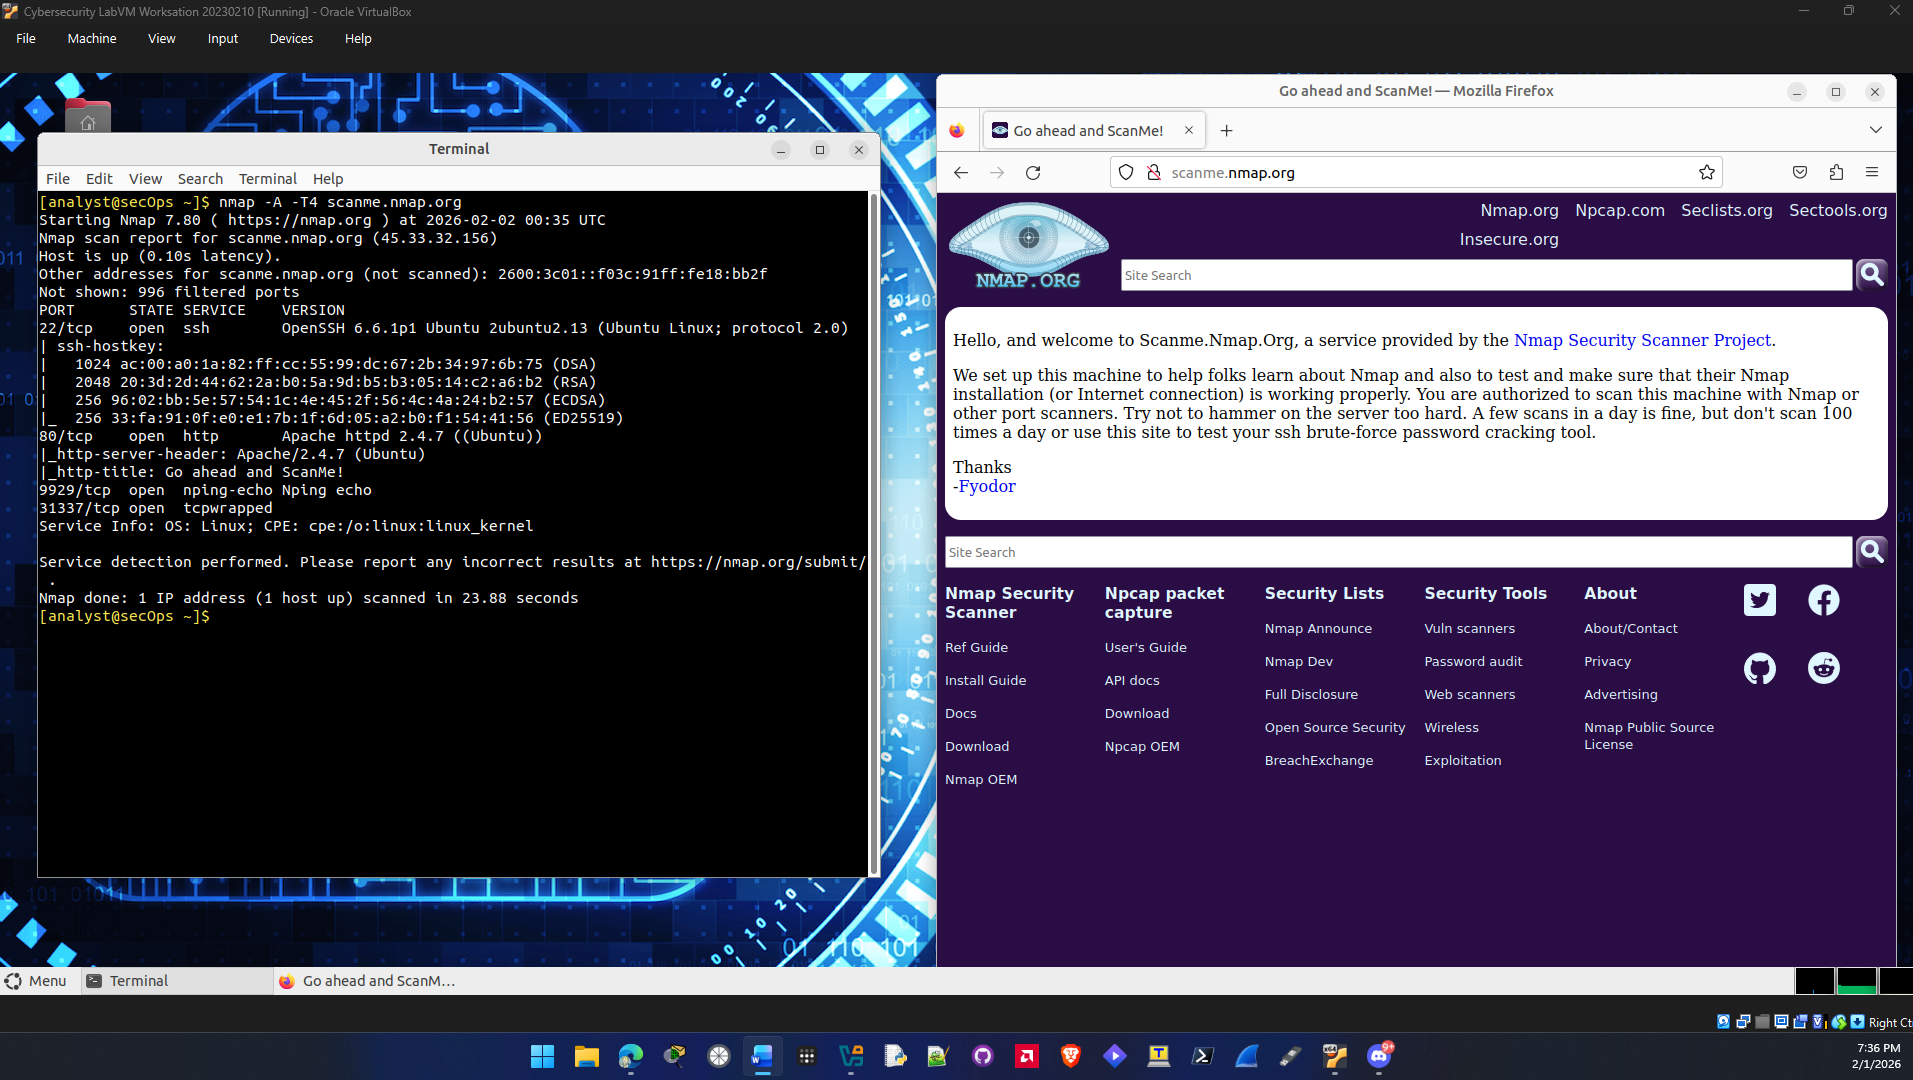 Cybersecurity LabVM Worksation 20230210 [Running] - Oracle VirtualBox
File Machine View Input Devices Help
Terminal
File Edit View Search Terminal Help
[analyst@secOps ~]$ nmap -A -T4 scanme.nmap.org
Starting Nmap 7.80 ( https://nmap.org ) at 2026-02-02 00:35 UTC
Nmap scan report for scanme.nmap.org (45.33.32.156)
Host is up (0.10s latency).
Other addresses for scanme.nmap.org (not scanned): 2600:3c01::f03c:91ff:fe18:bb2f
Not shown: 996 filtered ports
PORT      STATE SERVICE    VERSION
22/tcp    open  ssh        OpenSSH 6.6.1p1 Ubuntu 2ubuntu2.13 (Ubuntu Linux; protocol 2.0)
| ssh-hostkey:
|   1024 ac:00:a0:1a:82:ff:cc:55:99:dc:67:2b:34:97:6b:75 (DSA)
|   2048 20:3d:2d:44:62:2a:b0:5a:9d:b5:b3:05:14:c2:a6:b2 (RSA)
|   256 96:02:bb:5e:57:54:1c:4e:45:2f:56:4c:4a:24:b2:57 (ECDSA)
|_  256 33:fa:91:0f:e0:e1:7b:1f:6d:05:a2:b0:f1:54:41:56 (ED25519)
80/tcp    open  http       Apache httpd 2.4.7 ((Ubuntu))
|_http-server-header: Apache/2.4.7 (Ubuntu)
|_http-title: Go ahead and ScanMe!
9929/tcp  open  nping-echo Nping echo
31337/tcp open  tcpwrapped
Service Info: OS: Linux; CPE: cpe:/o:linux:linux_kernel
Service detection performed. Please report any incorrect results at https://nmap.org/submit/
.
Nmap done: 1 IP address (1 host up) scanned in 23.88 seconds
[analyst@secOps ~]$
Go ahead and ScanMe! — Mozilla Firefox
Go ahead and ScanMe!
scanme.nmap.org
NMAP.ORG
Nmap.org Npcap.com Seclists.org Sectools.org
Insecure.org
Site Search
Hello, and welcome to Scanme.Nmap.Org, a service provided by the Nmap Security Scanner Project.
We set up this machine to help folks learn about Nmap and also to test and make sure that their Nmap
installation (or Internet connection) is working properly. You are authorized to scan this machine with Nmap or
other port scanners. Try not to hammer on the server too hard. A few scans in a day is fine, but don't scan 100
times a day or use this site to test your ssh brute-force password cracking tool.
Thanks
-Fyodor
Site Search
Nmap Security
Scanner
Ref Guide
Install Guide
Docs
Download
Nmap OEM
Npcap packet
capture
User's Guide
API docs
Download
Npcap OEM
Security Lists
Nmap Announce
Nmap Dev
Full Disclosure
Open Source Security
BreachExchange
Security Tools
Vuln scanners
Password audit
Web scanners
Wireless
Exploitation
About
About/Contact
Privacy
Advertising
Nmap Public Source
License
Menu
Terminal
Go ahead and ScanM...
Right Ct
9+
7:36 PM
2/1/2026